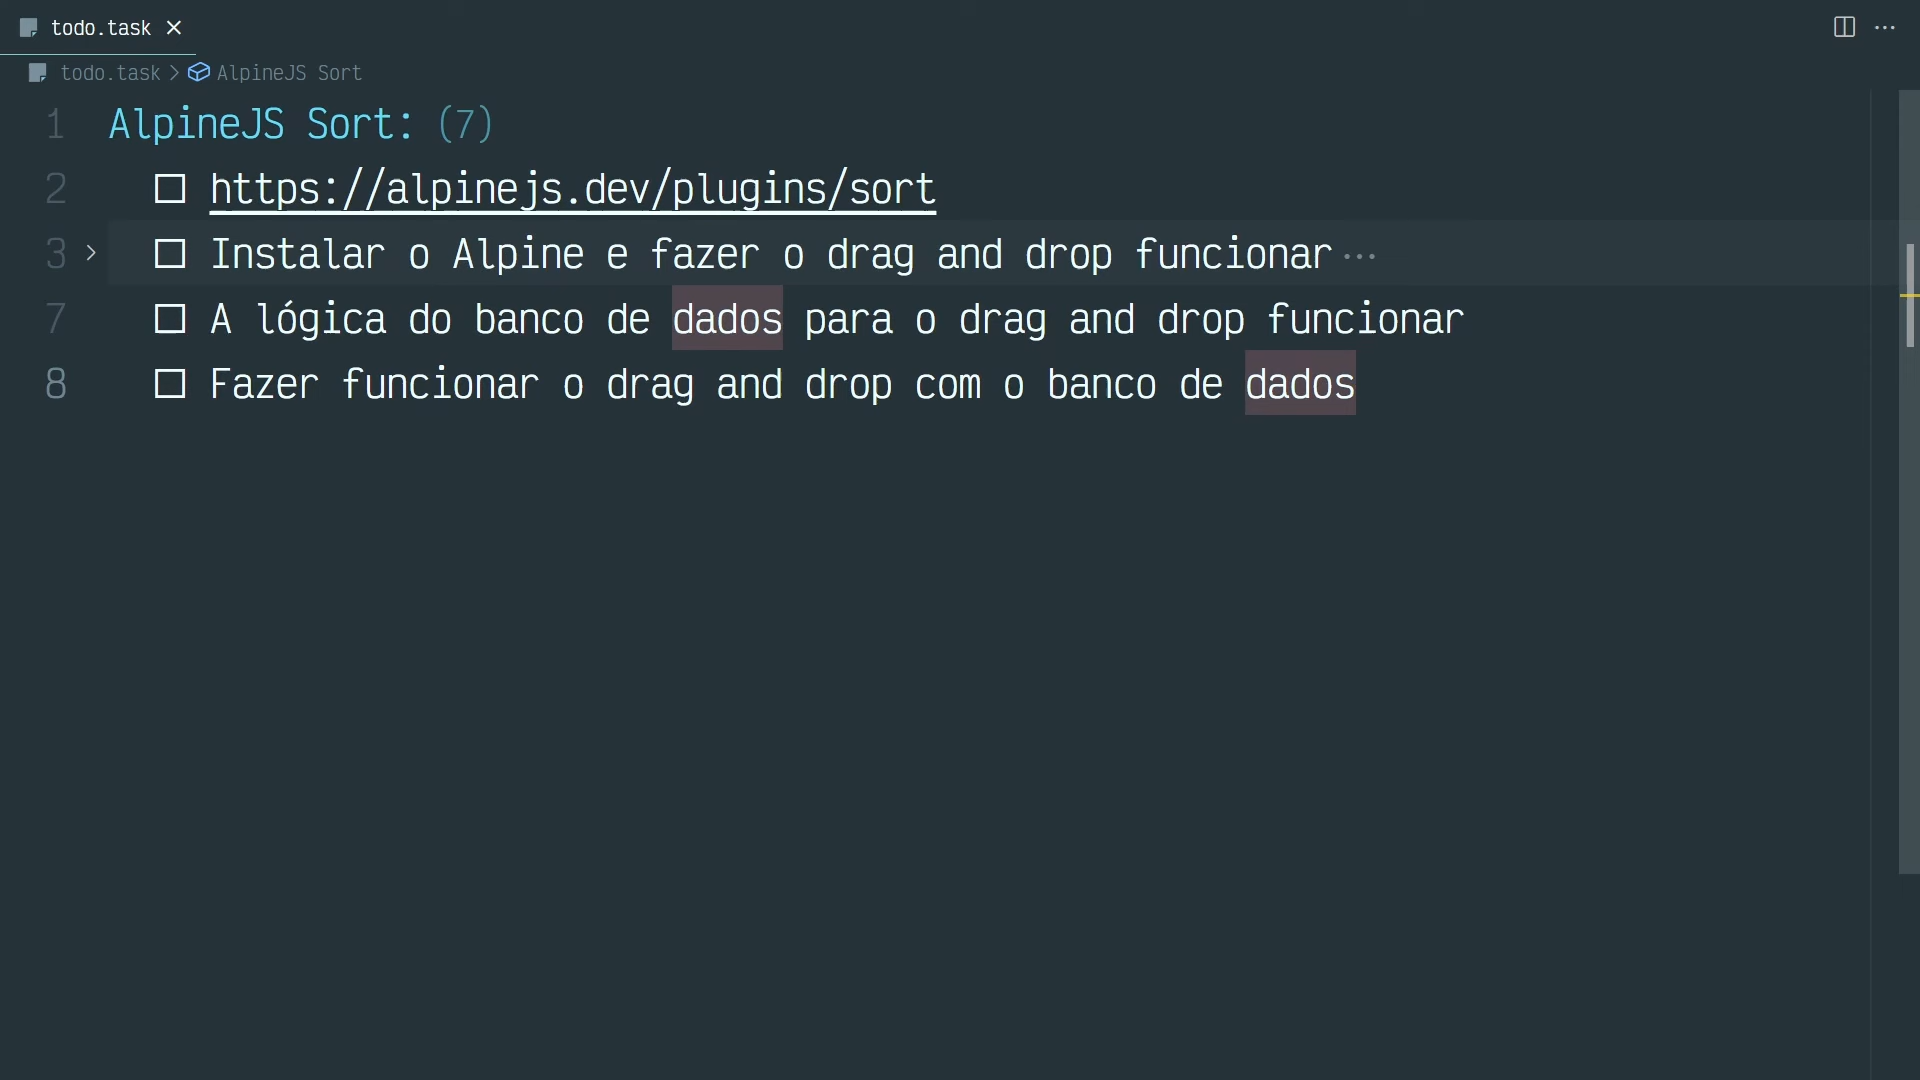 todo.task
todo.task > AlpineJS Sort
1 AlpineJS Sort: (7)
2 ☐ https://alpinejs.dev/plugins/sort
3 > ☐ Instalar o Alpine e fazer o drag and drop funcionar ···
7 ☐ A lógica do banco de dados para o drag and drop funcionar
8 ☐ Fazer funcionar o drag and drop com o banco de dados